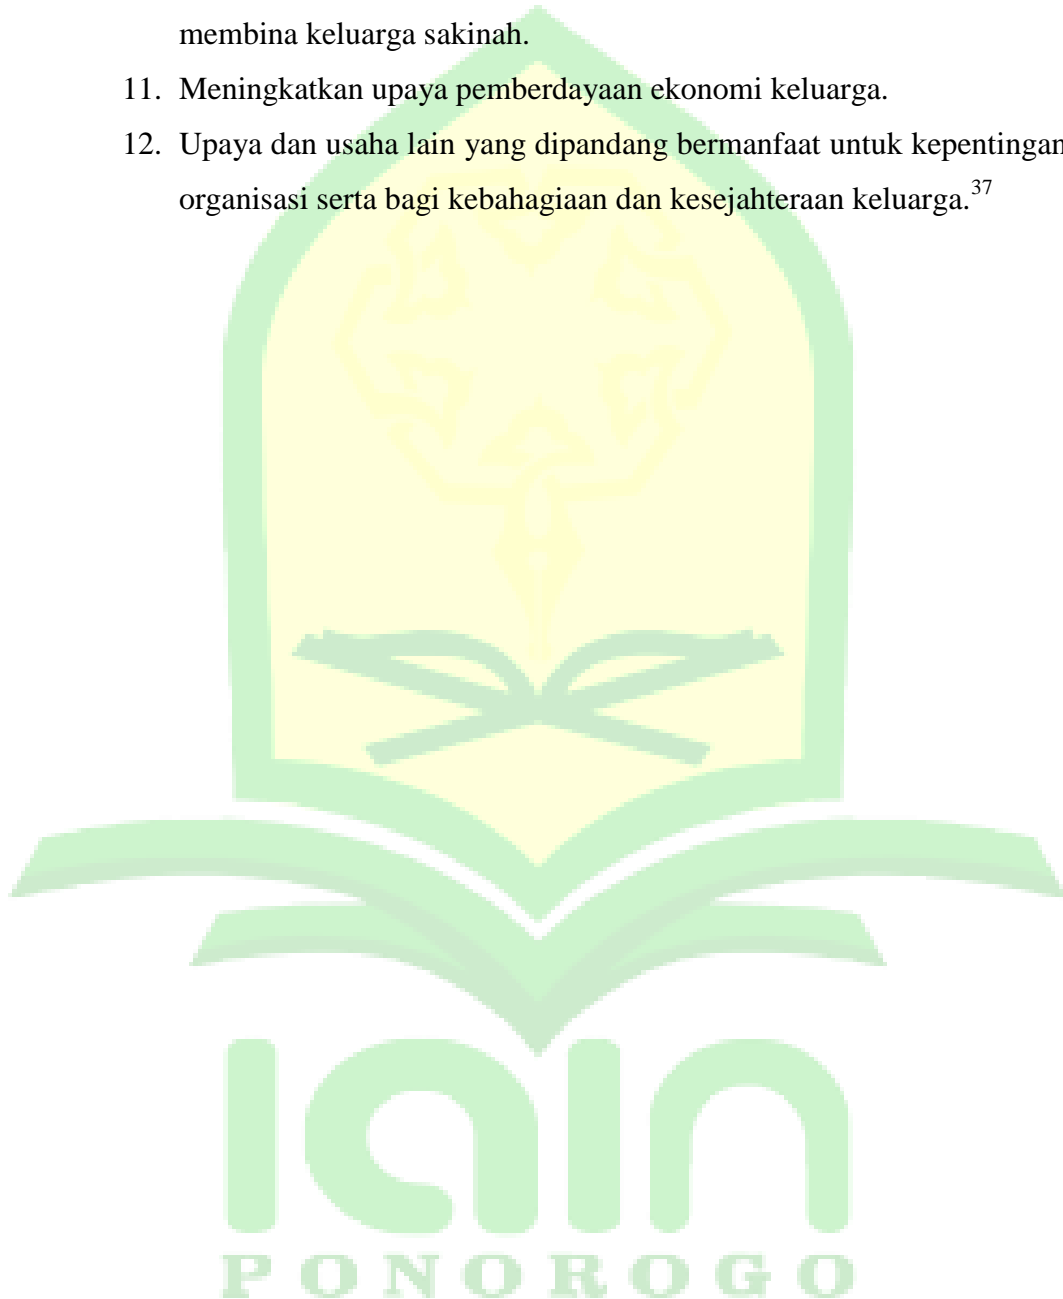 membina keluarga sakinah.
11. Meningkatkan upaya pemberdayaan ekonomi keluarga.
12. Upaya dan usaha lain yang dipandang bermanfaat untuk kepentingan
organisasi serta bagi kebahagiaan dan kesejahteraan keluarga.37
iain
PONOROGO